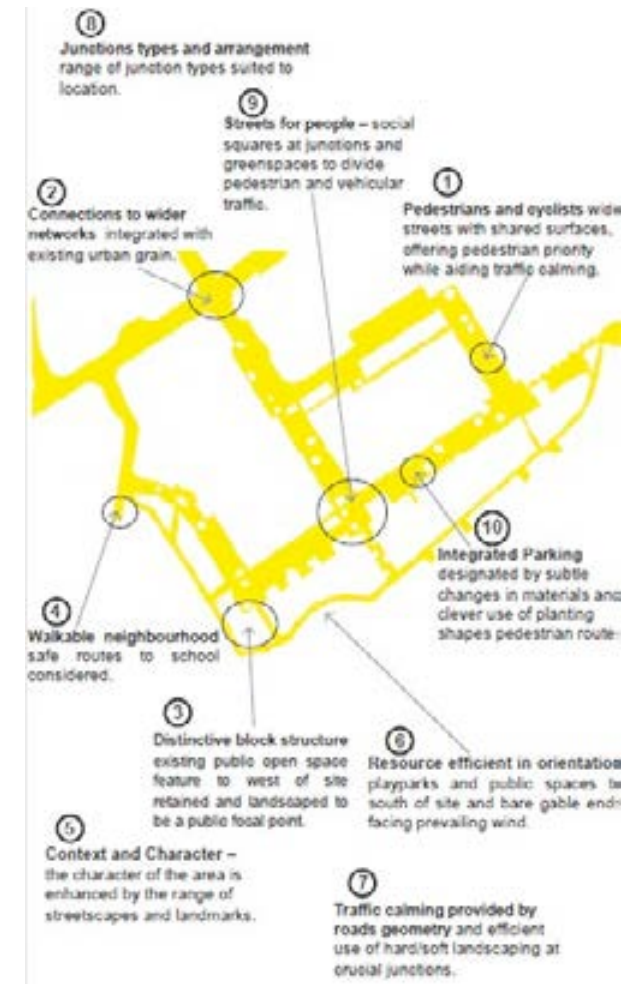 8
Junctions types and arrangement
range of junction types suited to
location.
9
Streets for people – social
squares at junctions and
greenspaces to divide
pedestrian and vehicular
traffic.
2
Connections to wider
networks integrated with
existing urban grain.
1
Pedestrians and cyclists wide
streets with shared surfaces,
offering pedestrian priority
while aiding traffic calming.
10
Integrated Parking
designated by subtle
changes in materials and
clever use of planting
shapes pedestrian route
4
Walkable neighbourhood
safe routes to school
considered.
3
Distinctive block structure
existing public open space
feature to west of site
retained and landscaped to
be a public focal point.
6
Resource efficient in orientation
playparks and public spaces
south of site and bare gable ends
facing prevailing wind.
5
Context and Character –
the character of the area is
enhanced by the range of
streetscapes and landmarks.
7
Traffic calming provided by
roads geometry and efficient
use of hard/soft landscaping at
crucial junctions.